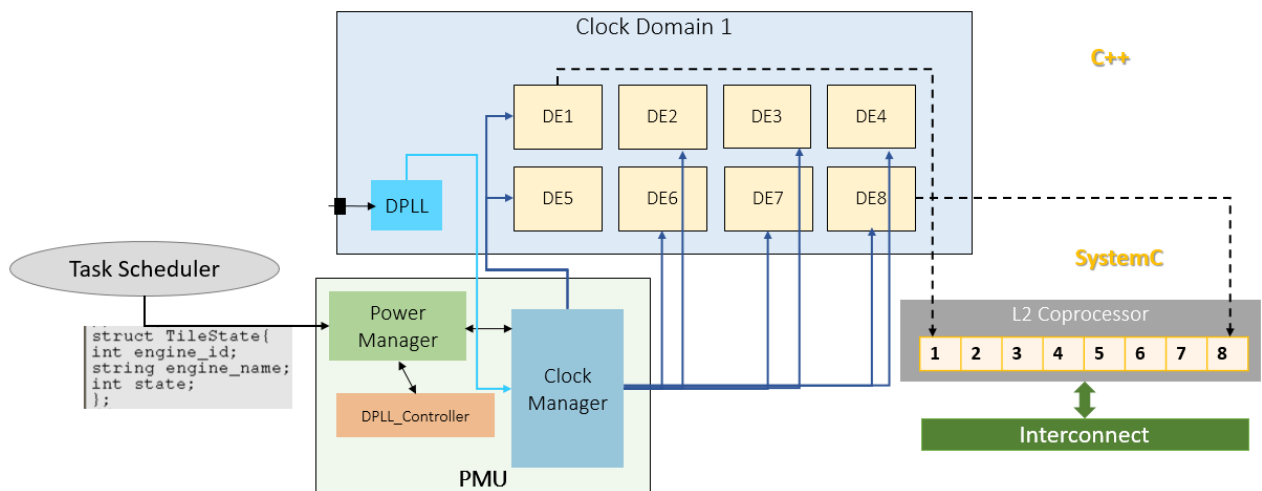 Clock Domain 1
C++
DE1
DE2
DE3
DE4
DE5
DE6
DE7
DE8
DPLL
Task Scheduler
SystemC
Power
Manager
L2 Coprocessor
struct TileState{
int engine_id;
string engine_name;
int state;
};
1 2 3 4 5 6 7 8
Clock
Manager
DPLL_Controller
Interconnect
PMU